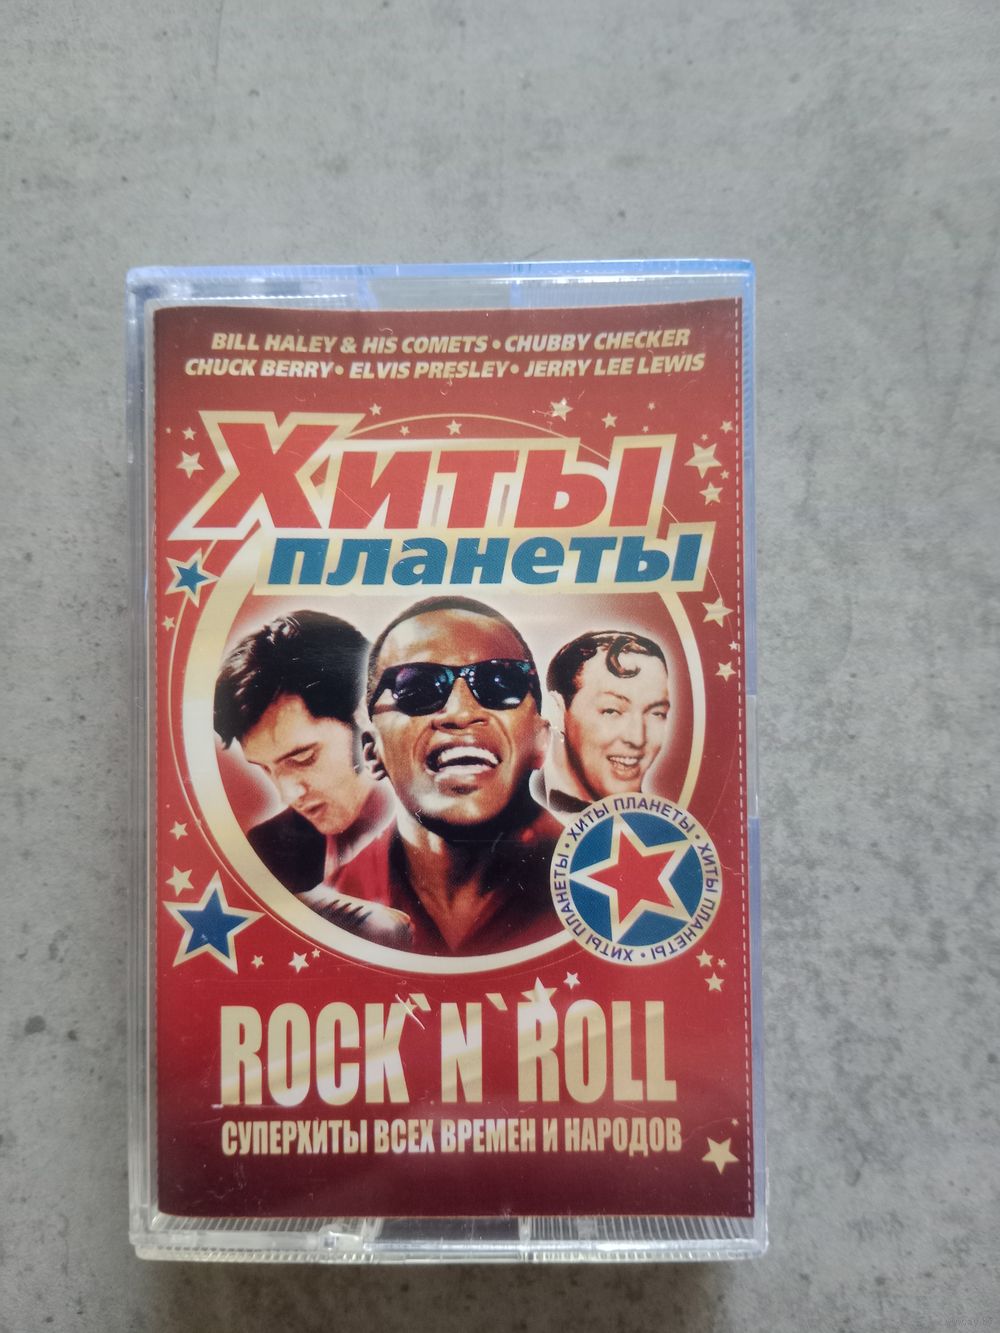 BILL HALEY & HIS COMETS • CHUBBY CHECKER
CHUCK BERRY • ELVIS PRESLEY • JERRY LEE LEWIS
Хиты
планеты
ХИТЫ ПЛАНЕТЫ • ХИТЫ ПЛАНЕТЫ • ХИТЫ ПЛАНЕТЫ •
ROCK`N`ROLL
СУПЕРХИТЫ ВСЕХ ВРЕМЕН И НАРОДОВ